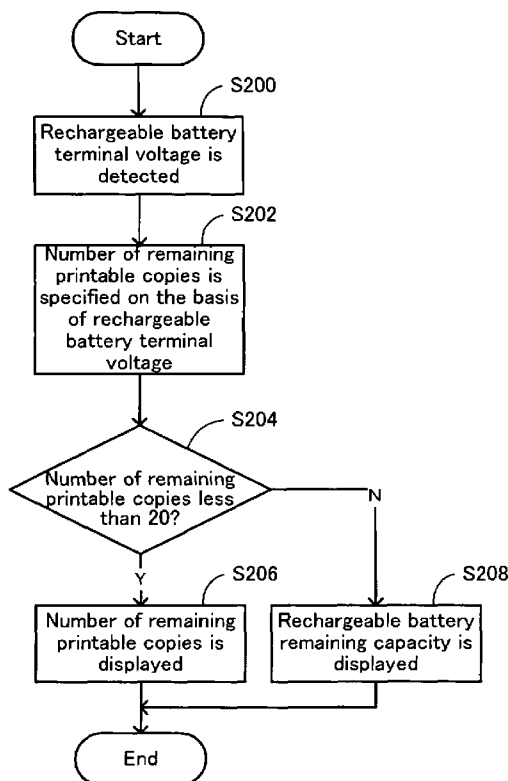 Start
S200
Rechargeable battery
terminal voltage is
detected
S202
Number of remaining
printable copies is
specified on the basis
of rechargeable
battery terminal
voltage
S204
Number of remaining
printable copies less
than 20?
N
Y
S206
Number of remaining
printable copies is
displayed
S208
Rechargeable battery
remaining capacity is
displayed
End